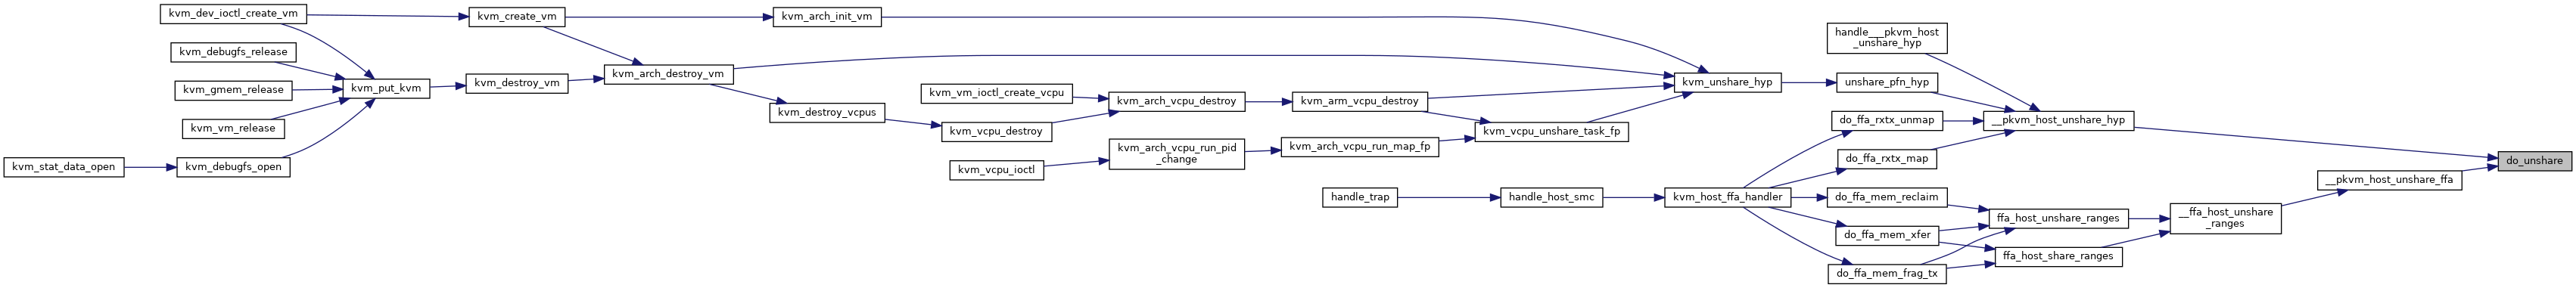 kvm_dev_ioctl_create_vm
kvm_create_vm
kvm_arch_init_vm
handle___pkvm_host
_unshare_hyp
kvm_debugfs_release
kvm_arch_destroy_vm
kvm_destroy_vm
kvm_unshare_hyp
unshare_pfn_hyp
kvm_gmem_release
kvm_put_kvm
kvm_vm_ioctl_create_vcpu
kvm_arch_vcpu_destroy
kvm_arm_vcpu_destroy
kvm_destroy_vcpus
do_ffa_rxtx_unmap
__pkvm_host_unshare_hyp
kvm_vm_release
kvm_vcpu_destroy
kvm_vcpu_unshare_task_fp
kvm_arch_vcpu_run_pid
_change
kvm_arch_vcpu_run_map_fp
do_ffa_rxtx_map
do_unshare
kvm_stat_data_open
kvm_debugfs_open
kvm_vcpu_ioctl
__pkvm_host_unshare_ffa
handle_trap
handle_host_smc
kvm_host_ffa_handler
do_ffa_mem_reclaim
ffa_host_unshare_ranges
__ffa_host_unshare
_ranges
do_ffa_mem_xfer
ffa_host_share_ranges
do_ffa_mem_frag_tx